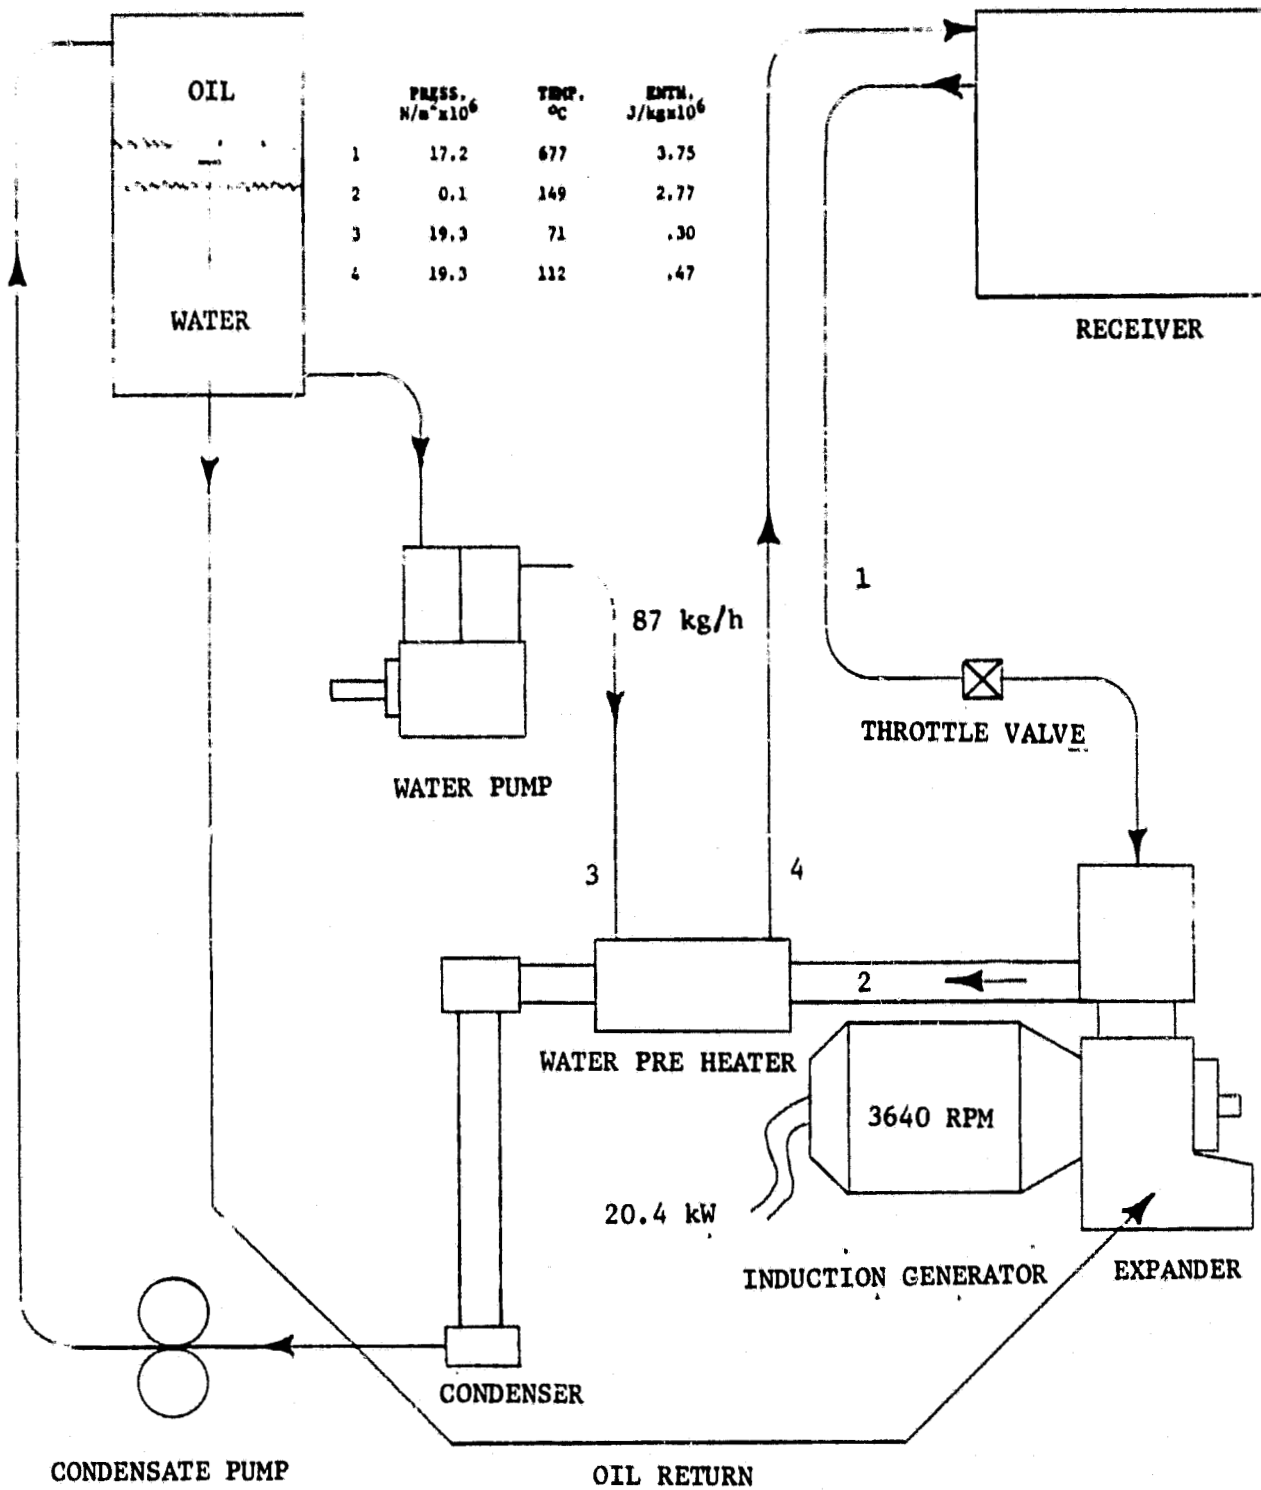 OIL
WATER
PRESS. TEMP. ENTH.
N/m²x10⁶ °C J/kgx10⁶
1 17.2 677 3.75
2 0.1 149 2.77
3 19.3 71 .30
4 19.3 112 .47
RECEIVER
1
87 kg/h
THROTTLE VALVE
WATER PUMP
3
4
2
WATER PRE HEATER
3640 RPM
20.4 kW
INDUCTION GENERATOR
EXPANDER
CONDENSER
CONDENSATE PUMP
OIL RETURN